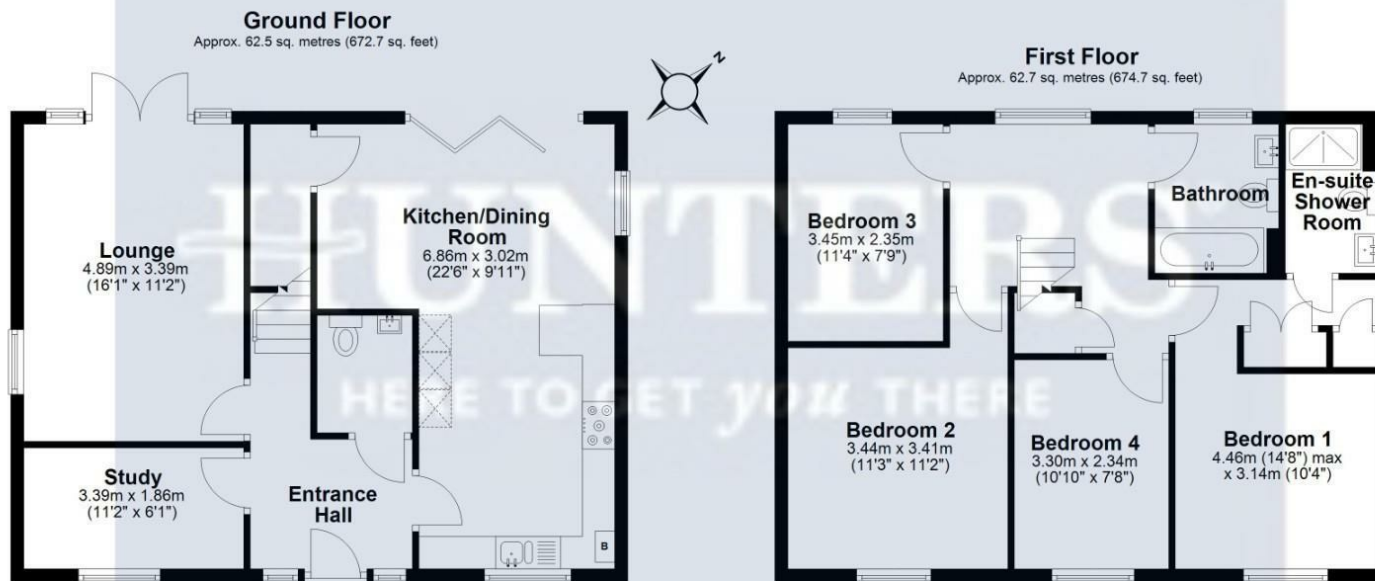 Ground Floor
Approx. 62.5 sq. metres (672.7 sq. feet)
N
First Floor
Approx. 62.7 sq. metres (674.7 sq. feet)
HUNTERS
HERE TO GET you THERE
Lounge
4.89m x 3.39m
(16'1" x 11'2")
Kitchen/Dining
Room
6.86m x 3.02m
(22'6" x 9'11")
Study
3.39m x 1.86m
(11'2" x 6'1")
Entrance
Hall
B
Bedroom 3
3.45m x 2.35m
(11'4" x 7'9")
Bathroom
En-suite
Shower
Room
Bedroom 2
3.44m x 3.41m
(11'3" x 11'2")
Bedroom 4
3.30m x 2.34m
(10'10" x 7'8")
Bedroom 1
4.46m (14'8") max
x 3.14m (10'4")